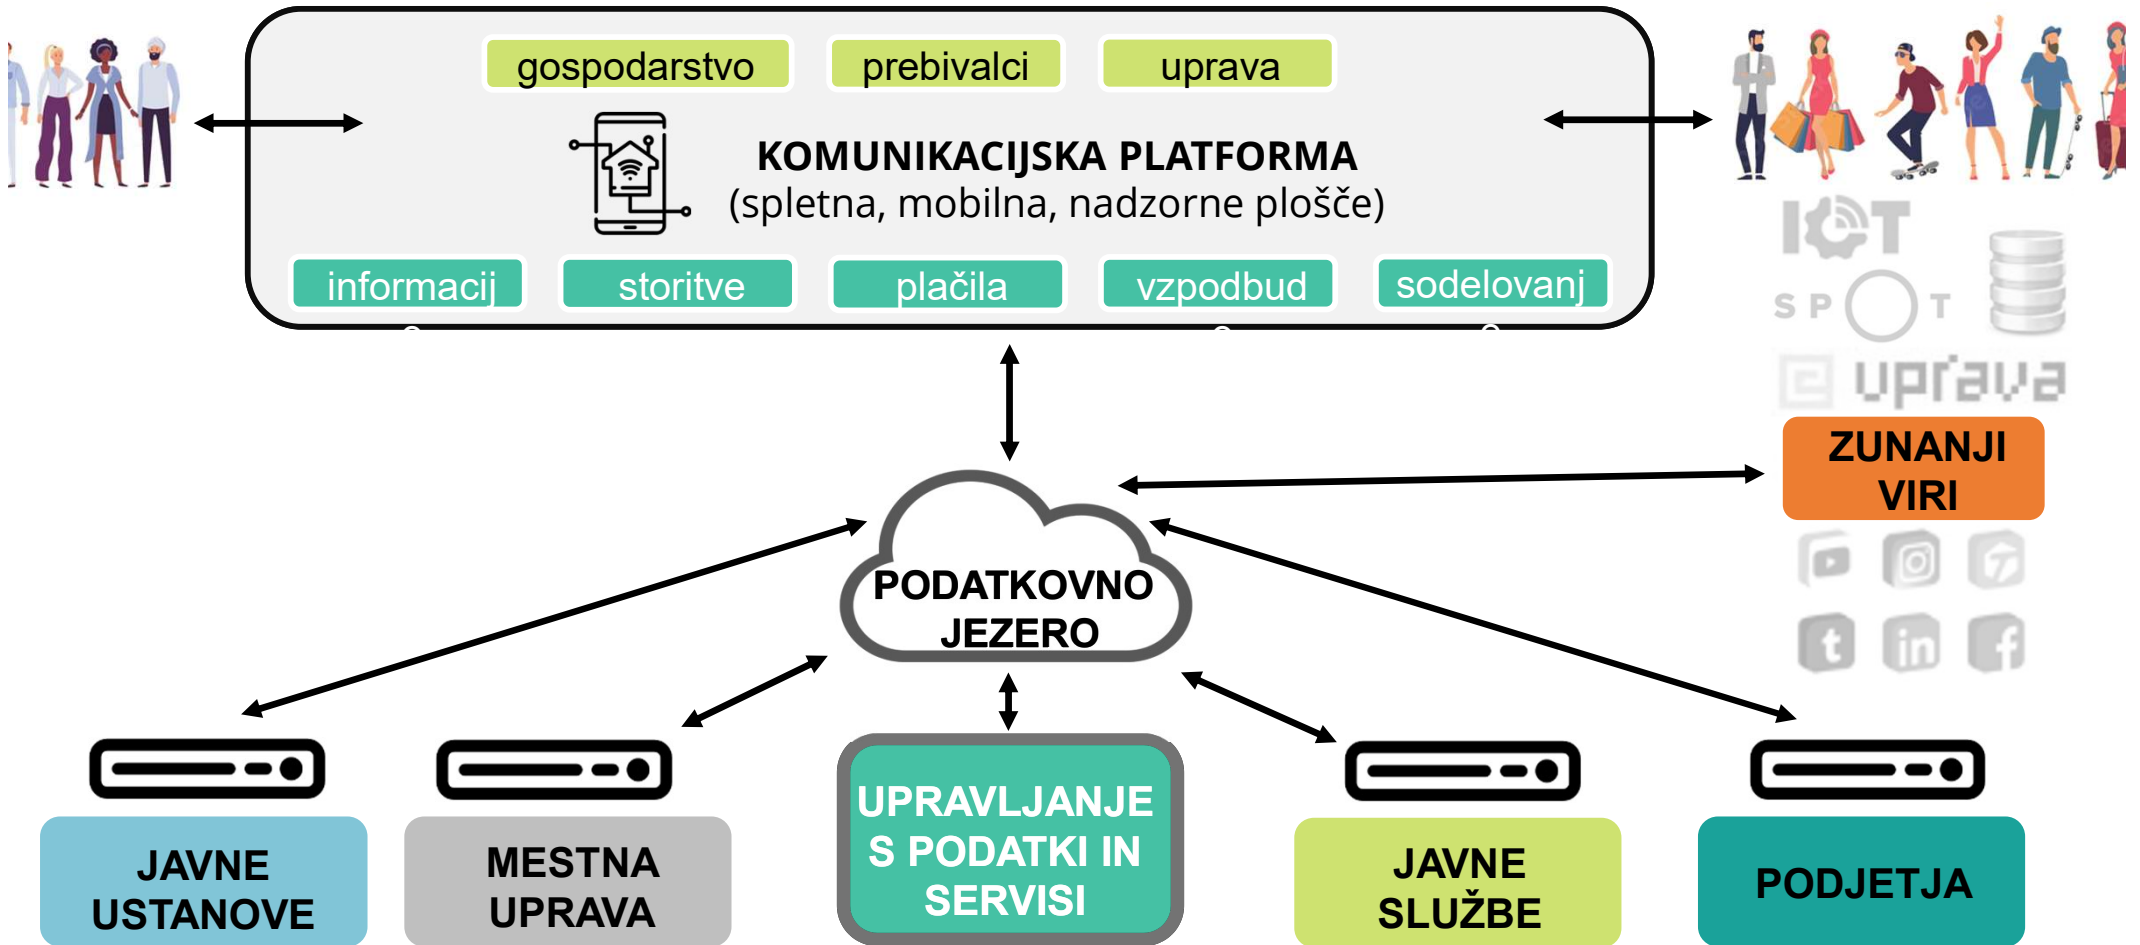 gospodarstvo
prebivalci
uprava
KOMUNIKACIJSKA PLATFORMA
(spletna, mobilna, nadzorne plošče)
informacij
storitve
plačila
vzpodbud
sodelovanj
IOT
SPOT
e uprava
ZUNANJI
VIRI
PODATKOVNO
JEZERO
t
in
f
JAVNE
USTANOVE
MESTNA
UPRAVA
UPRAVLJANJE
S PODATKI IN
SERVISI
JAVNE
SLUŽBE
PODJETJA